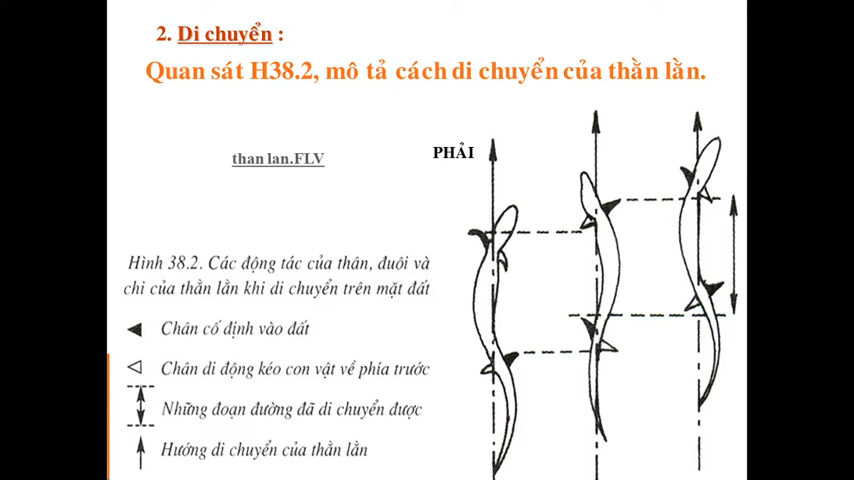 2. Di chuyển :
Quan sát H38.2, mô tả cách di chuyển của thằn lằn.
than lan.FLV
PHẢI
Hình 38.2. Các động tác của thân, đuôi và
chi của thằn lằn khi di chuyển trên mặt đất
Chân cố định vào đất
Chân di động kéo con vật về phía trước
Những đoạn đường đã di chuyển được
Hướng di chuyển của thằn lằn